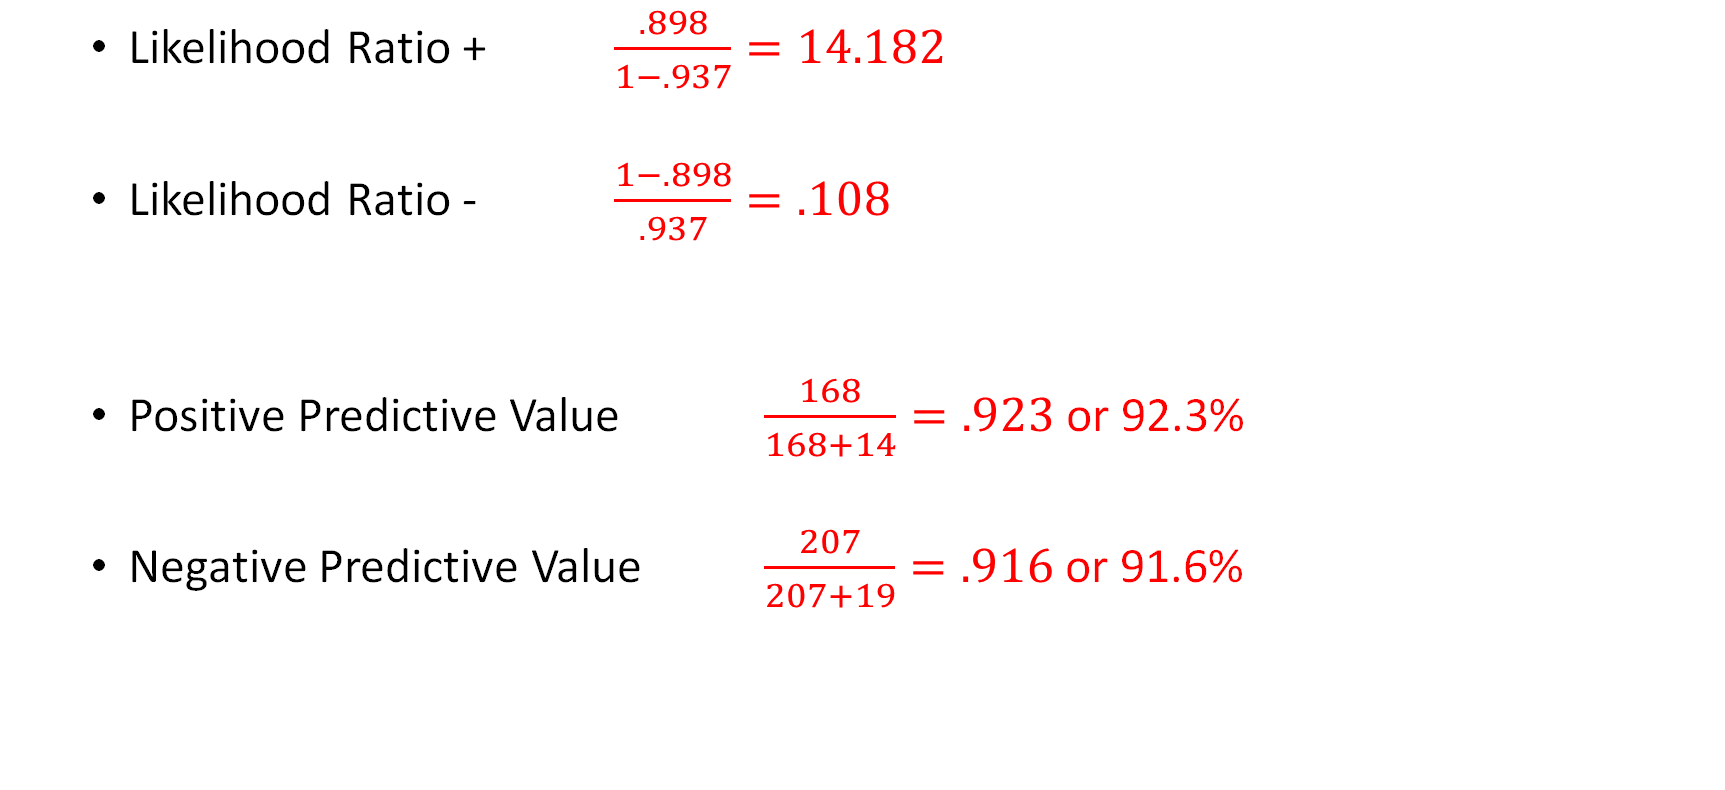 • Likelihood Ratio + .898/1−.937 = 14.182
• Likelihood Ratio - 1−.898/.937 = .108
• Positive Predictive Value 168/168+14 = .923 or 92.3%
• Negative Predictive Value 207/207+19 = .916 or 91.6%